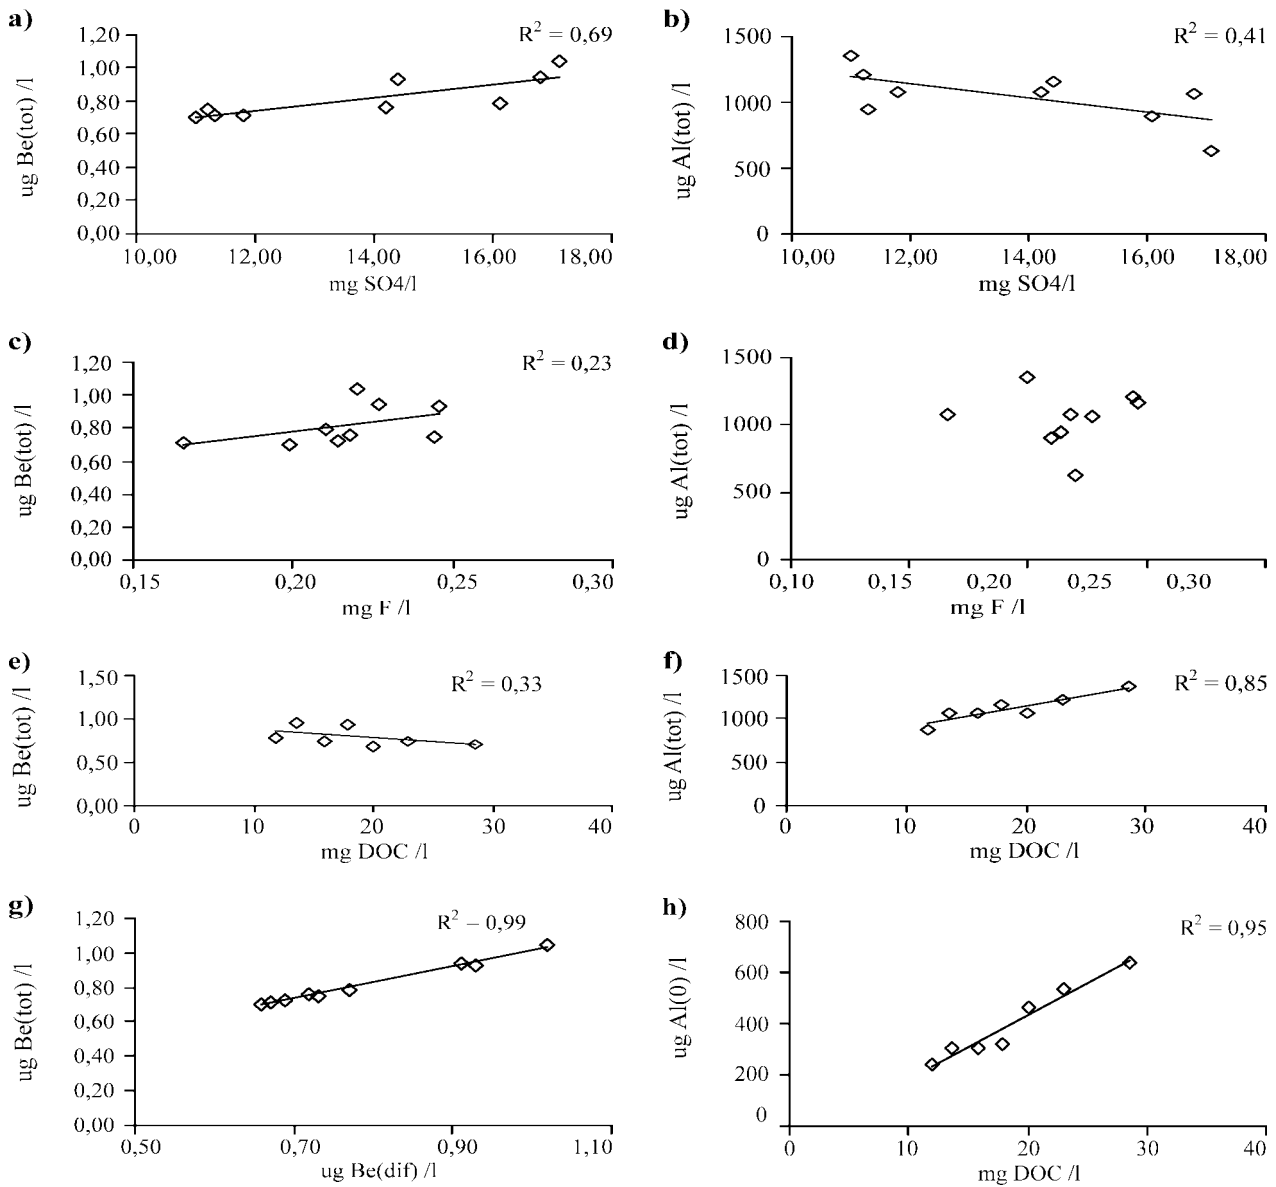 a)
R² = 0,69
ug Be(tot) /l
1,20
1,00
0,80
0,60
0,40
0,20
0,00
10,00 12,00 14,00 16,00 18,00
mg SO4/l
b)
R² = 0,41
ug Al(tot) /l
1500
1000
500
0
10,00 12,00 14,00 16,00 18,00
mg SO4/l
c)
R² = 0,23
ug Be(tot) /l
1,20
1,00
0,80
0,60
0,40
0,20
0,00
0,15 0,20 0,25 0,30
mg F /l
d)
ug Al(tot) /l
1500
1000
500
0
0,10 0,15 0,20 0,25 0,30
mg F /l
e)
R² = 0,33
ug Be(tot) /l
1,50
1,00
0,50
0,00
0 10 20 30 40
mg DOC /l
f)
R² = 0,85
ug Al(tot) /l
1500
1000
500
0
0 10 20 30 40
mg DOC /l
g)
R² – 0,99
ug Be(tot) /l
1,20
1,00
0,80
0,60
0,40
0,20
0,00
0,50 0,70 0,90 1,10
ug Be(dif) /l
h)
R² = 0,95
ug Al(0) /l
800
600
400
200
0
0 10 20 30 40
mg DOC /l